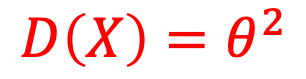 D(X) = θ²